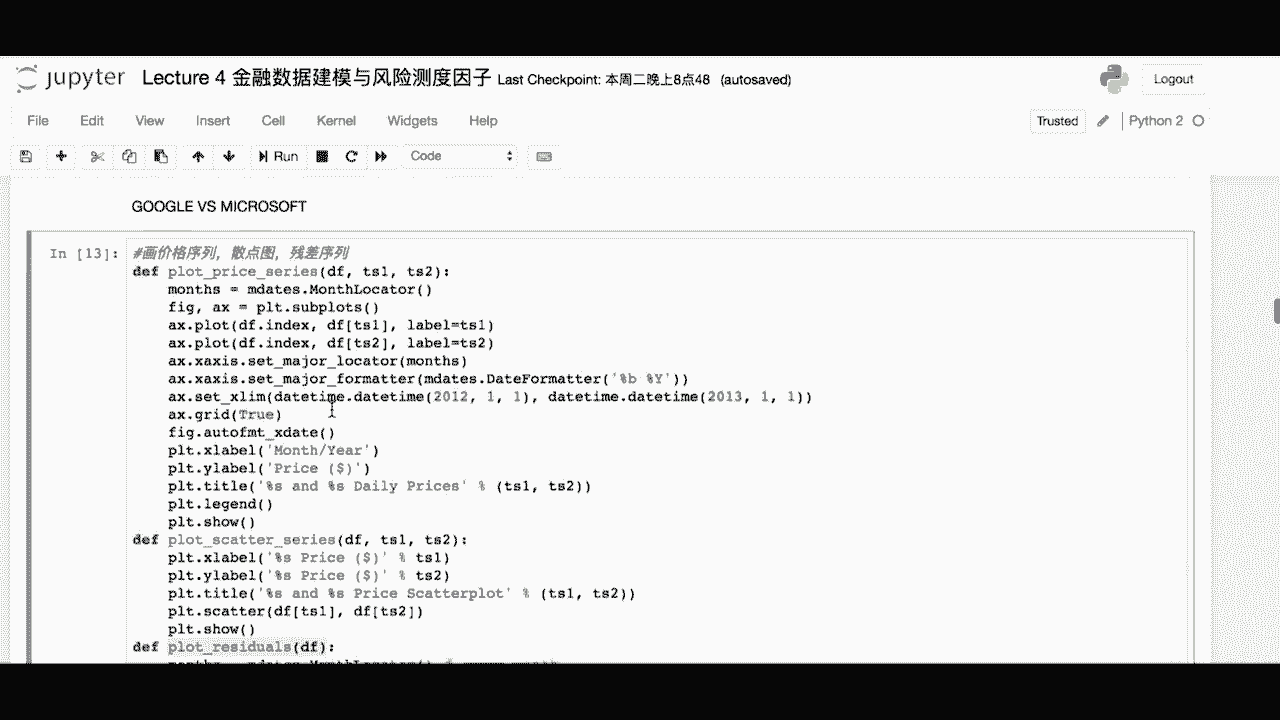 jupyter Lecture 4 金融数据建模与风险测度因子 Last Checkpoint: 本周二晚上8点48 (autosaved)
Logout
File Edit View Insert Cell Kernel Widgets Help
Trusted Python 2
Run Code
GOOGLE VS MICROSOFT
In [13]: #画价格序列，散点图，残差序列
def plot_price_series(df, ts1, ts2):
    months = mdates.MonthLocator()
    fig, ax = plt.subplots()
    ax.plot(df.index, df[ts1], label=ts1)
    ax.plot(df.index, df[ts2], label=ts2)
    ax.xaxis.set_major_locator(months)
    ax.xaxis.set_major_formatter(mdates.DateFormatter('%b %Y'))
    ax.set_xlim(datetime.datetime(2012, 1, 1), datetime.datetime(2013, 1, 1))
    ax.grid(True)
    fig.autofmt_xdate()
    plt.xlabel('Month/Year')
    plt.ylabel('Price ($)')
    plt.title('%s and %s Daily Prices' % (ts1, ts2))
    plt.legend()
    plt.show()
def plot_scatter_series(df, ts1, ts2):
    plt.xlabel('%s Price ($)' % ts1)
    plt.ylabel('%s Price ($)' % ts2)
    plt.title('%s and %s Price Scatterplot' % (ts1, ts2))
    plt.scatter(df[ts1], df[ts2])
    plt.show()
def plot_residuals(df):